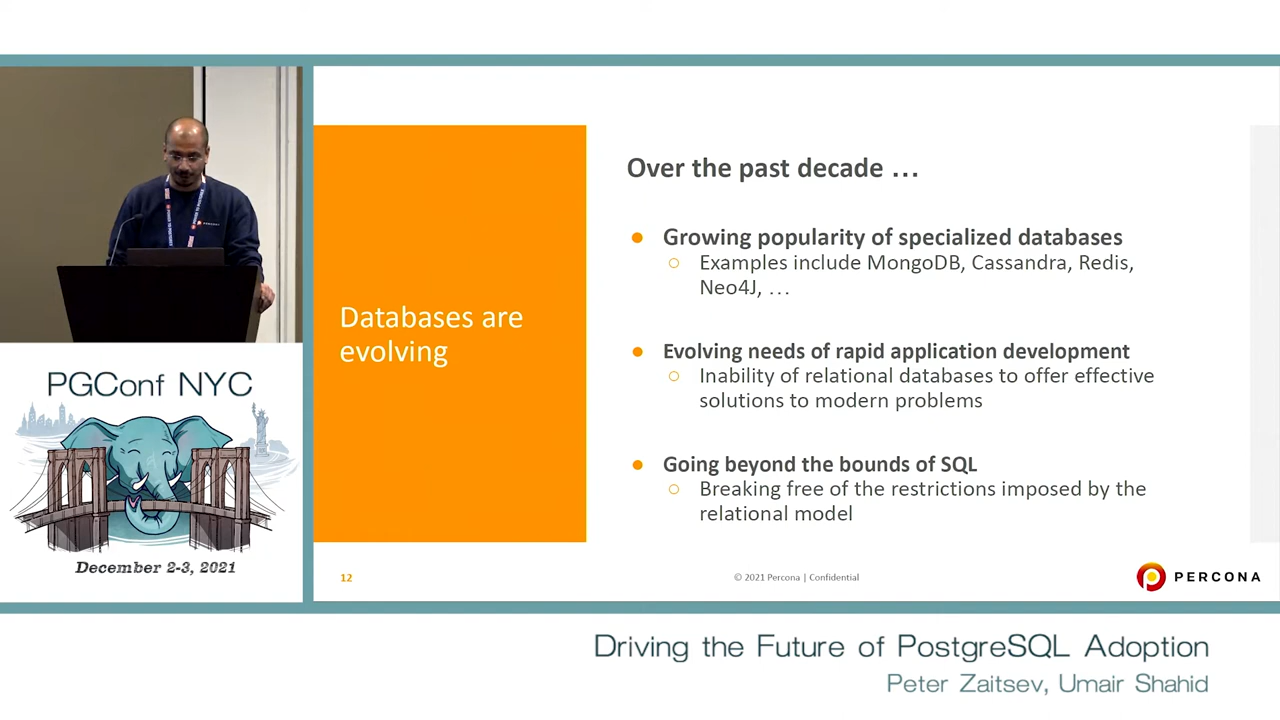 Databases are
evolving
Over the past decade …
● Growing popularity of specialized databases
○ Examples include MongoDB, Cassandra, Redis,
Neo4J, …
● Evolving needs of rapid application development
○ Inability of relational databases to offer effective
solutions to modern problems
● Going beyond the bounds of SQL
○ Breaking free of the restrictions imposed by the
relational model
12
© 2021 Percona | Confidential
PERCONA
PERCONA
PGConf NYC
December 2-3, 2021
Driving the Future of PostgreSQL Adoption
Peter Zaitsev, Umair Shahid